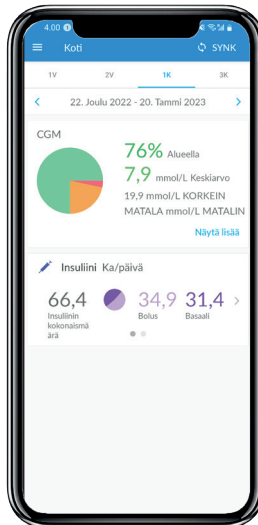 4.00
Koti
SYNK
1V 2V 1K 3K
22. Joulu 2022 - 20. Tammi 2023
CGM
76% Alueella
7,9 mmol/L Keskiarvo
19,9 mmol/L KORKEIN
MATALA mmol/L MATALIN
Näytä lisää
Insuliini Ka/päivä
66,4 34,9 31,4
Insuliinin Bolus Basaali
kokonaismä
ärä